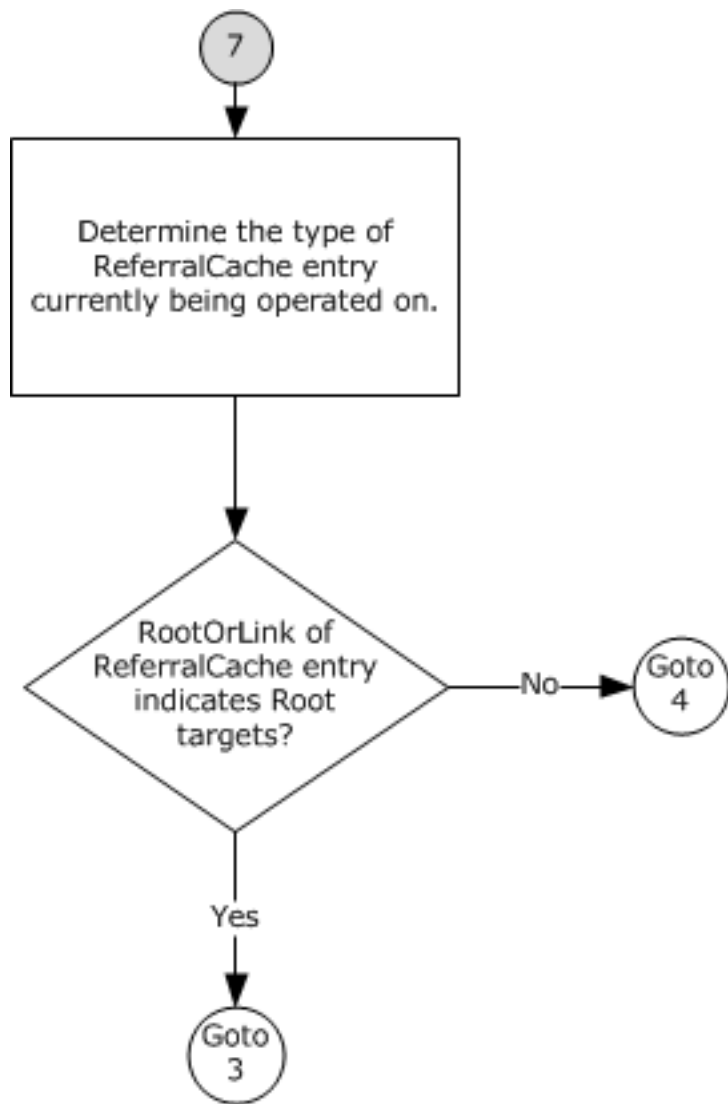 7
Determine the type of
ReferralCache entry
currently being operated on.
RootOrLink of
ReferralCache entry
indicates Root
targets?
No
Goto
4
Yes
Goto
3